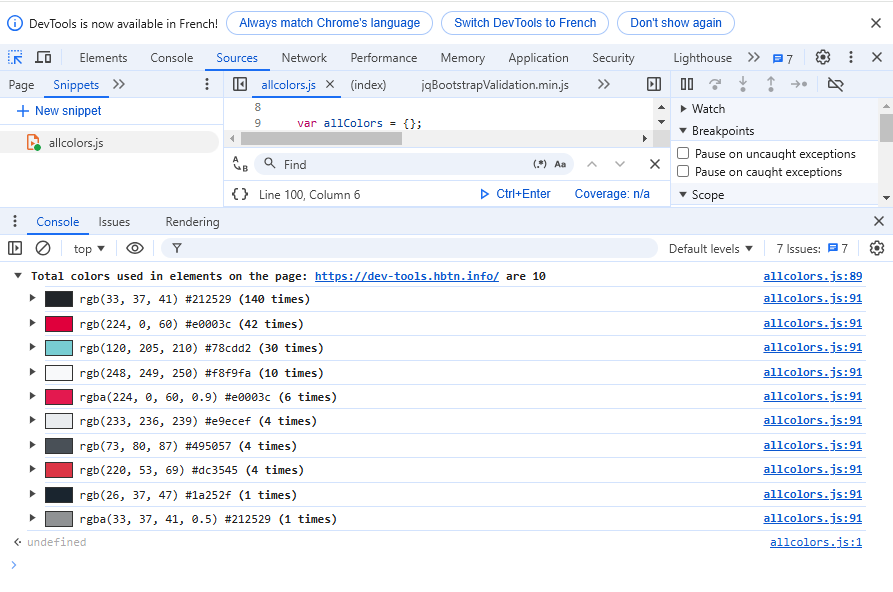 DevTools is now available in French! Always match Chrome's language Switch DevTools to French Don't show again
Elements Console Sources Network Performance Memory Application Security Lighthouse 7
Page Snippets allcolors.js (index) jqBootstrapValidation.min.js
New snippet
allcolors.js
8
9 var allColors = {};
Find (.*) Aa
Line 100, Column 6 Ctrl+Enter Coverage: n/a
Watch
Breakpoints
Pause on uncaught exceptions
Pause on caught exceptions
Scope
Console Issues Rendering
top Default levels 7 Issues: 7
Total colors used in elements on the page: https://dev-tools.hbtn.info/ are 10 allcolors.js:89
rgb(33, 37, 41) #212529 (140 times) allcolors.js:91
rgb(224, 0, 60) #e0003c (42 times) allcolors.js:91
rgb(120, 205, 210) #78cdd2 (30 times) allcolors.js:91
rgb(248, 249, 250) #f8f9fa (10 times) allcolors.js:91
rgba(224, 0, 60, 0.9) #e0003c (6 times) allcolors.js:91
rgb(233, 236, 239) #e9ecef (4 times) allcolors.js:91
rgb(73, 80, 87) #495057 (4 times) allcolors.js:91
rgb(220, 53, 69) #dc3545 (4 times) allcolors.js:91
rgb(26, 37, 47) #1a252f (1 times) allcolors.js:91
rgba(33, 37, 41, 0.5) #212529 (1 times) allcolors.js:91
undefined allcolors.js:1